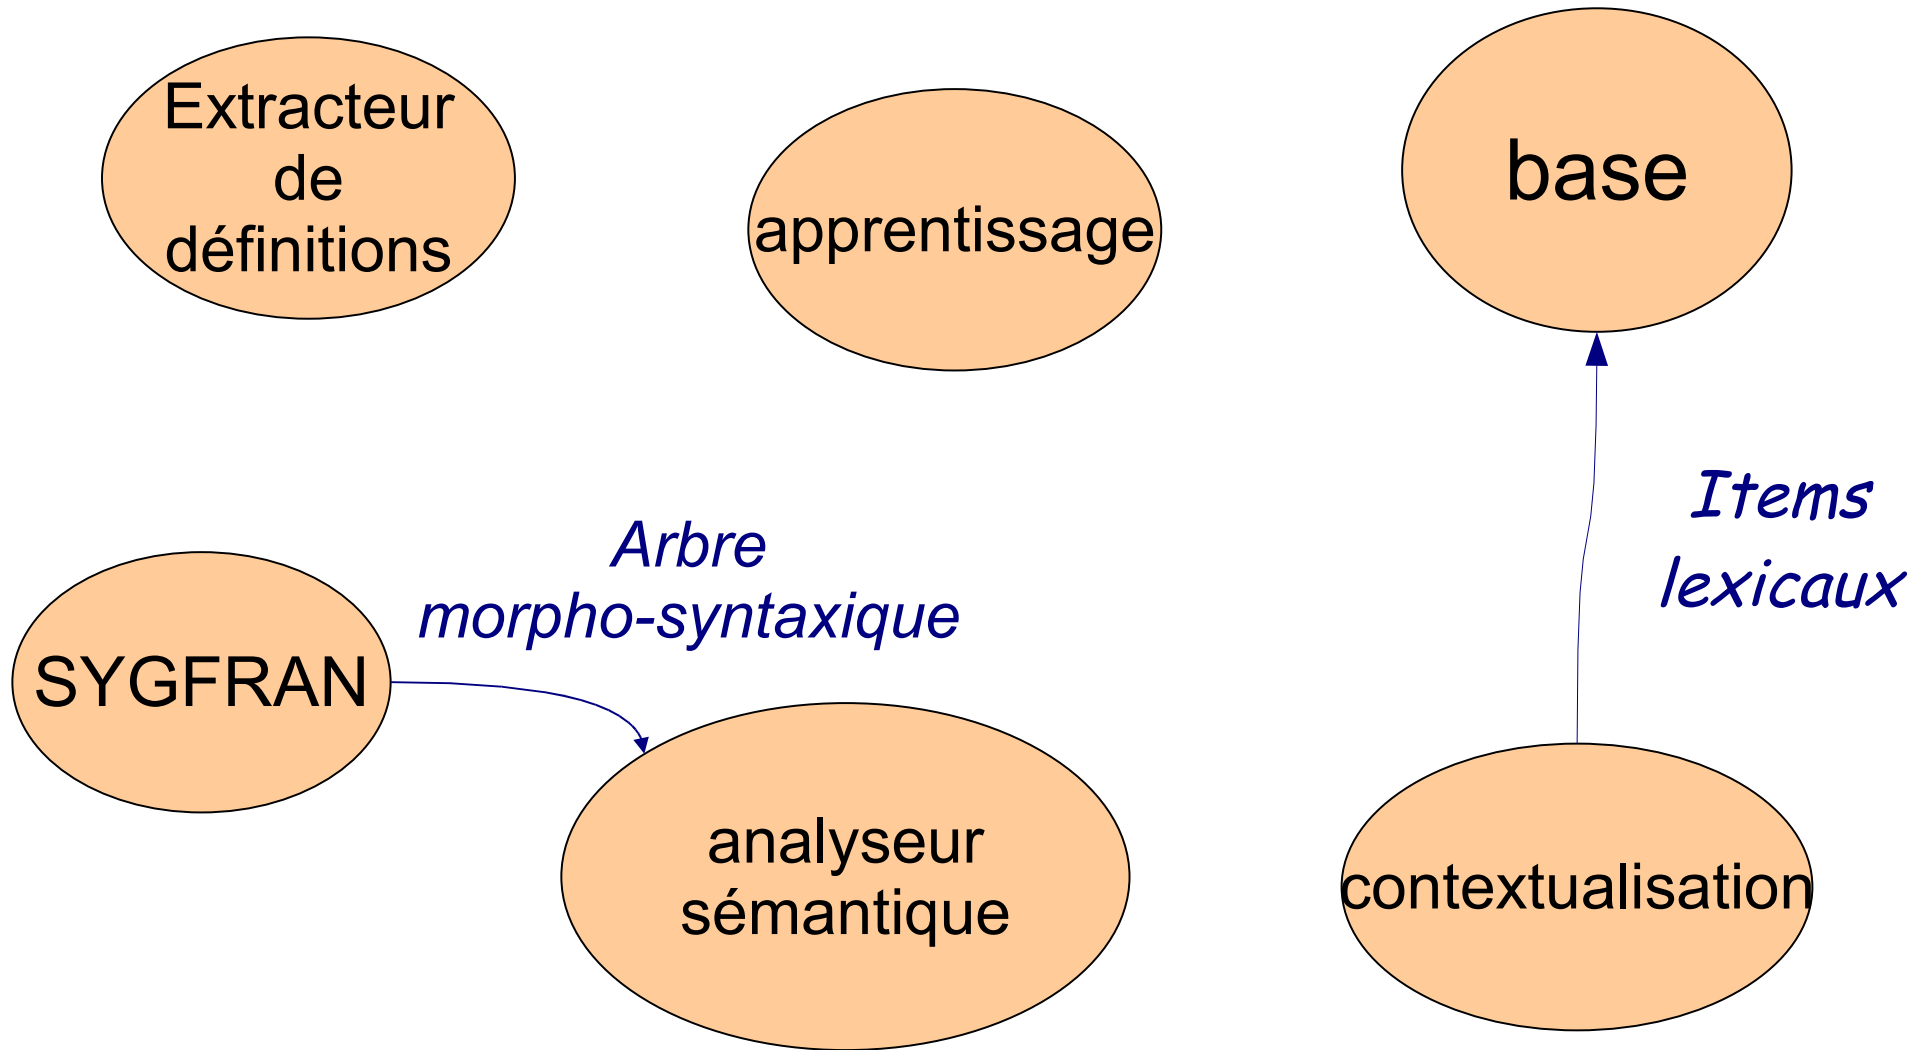 Extracteur
de
définitions
apprentissage
base
Items
lexicaux
Arbre
morpho-syntaxique
SYGFRAN
analyseur
sémantique
contextualisation